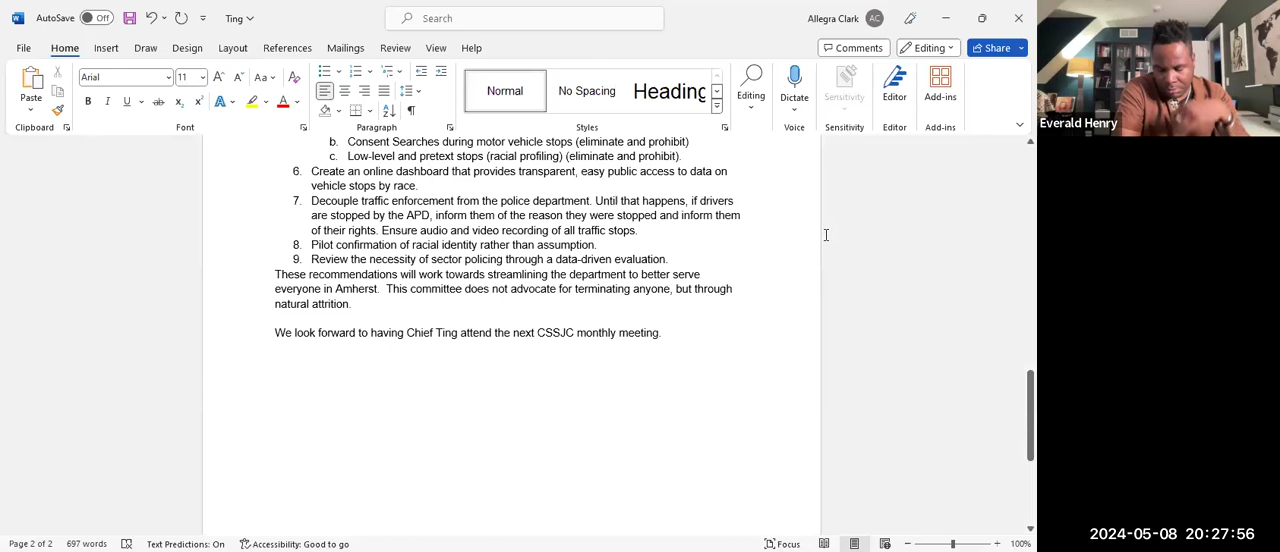 AutoSave Off Ting Search Allegra Clark AC
File Home Insert Draw Design Layout References Mailings Review View Help Comments Editing Share
Arial 11 Aa Normal No Spacing Heading
Paste Editing Dictate Sensitivity Editor Add-ins
Clipboard Font Paragraph Styles Voice Sensitivity Editor Add-ins
b. Consent Searches during motor vehicle stops (eliminate and prohibit)
c. Low-level and pretext stops (racial profiling) (eliminate and prohibit).
6. Create an online dashboard that provides transparent, easy public access to data on
vehicle stops by race.
7. Decouple traffic enforcement from the police department. Until that happens, if drivers
are stopped by the APD, inform them of the reason they were stopped and inform them
of their rights. Ensure audio and video recording of all traffic stops.
8. Pilot confirmation of racial identity rather than assumption.
9. Review the necessity of sector policing through a data-driven evaluation.
These recommendations will work towards streamlining the department to better serve
everyone in Amherst. This committee does not advocate for terminating anyone, but through
natural attrition.
We look forward to having Chief Ting attend the next CSSJC monthly meeting.
Page 2 of 2 697 words Text Predictions: On Accessibility: Good to go Focus 100%
Everald Henry
2024-05-08 20:27:56